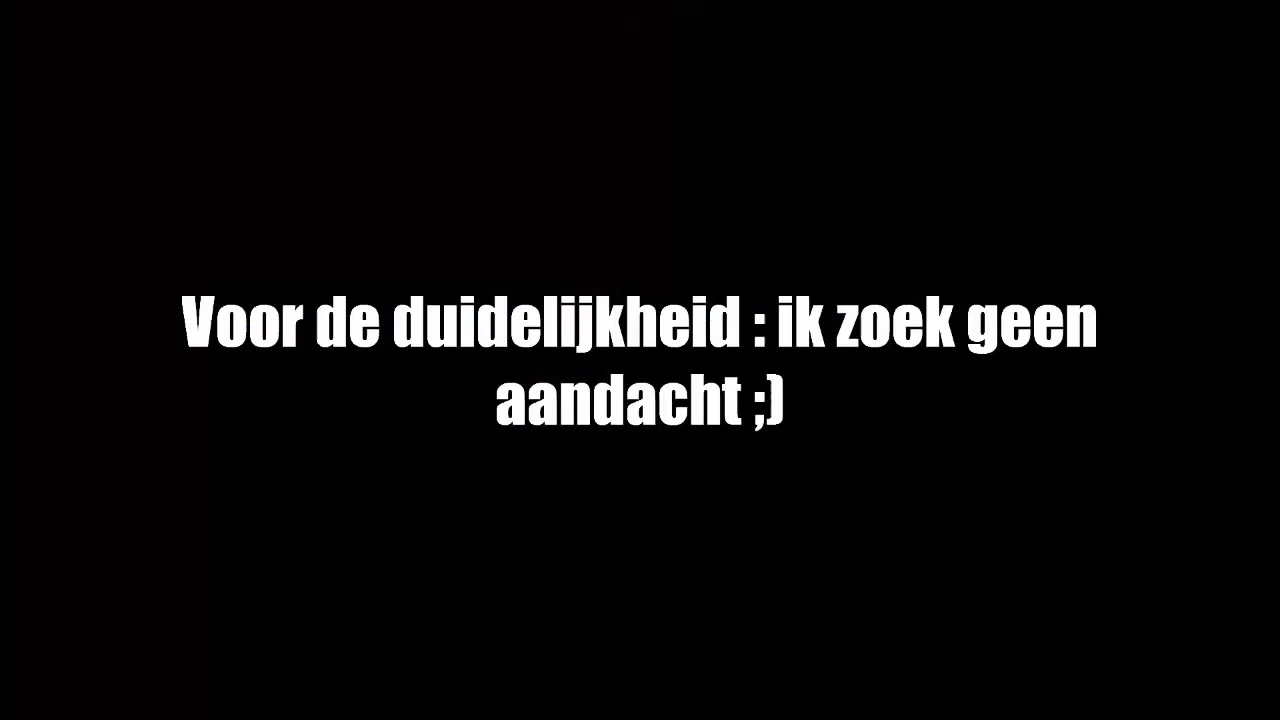 Voor de duidelijkheid : ik zoek geen
aandacht ;)